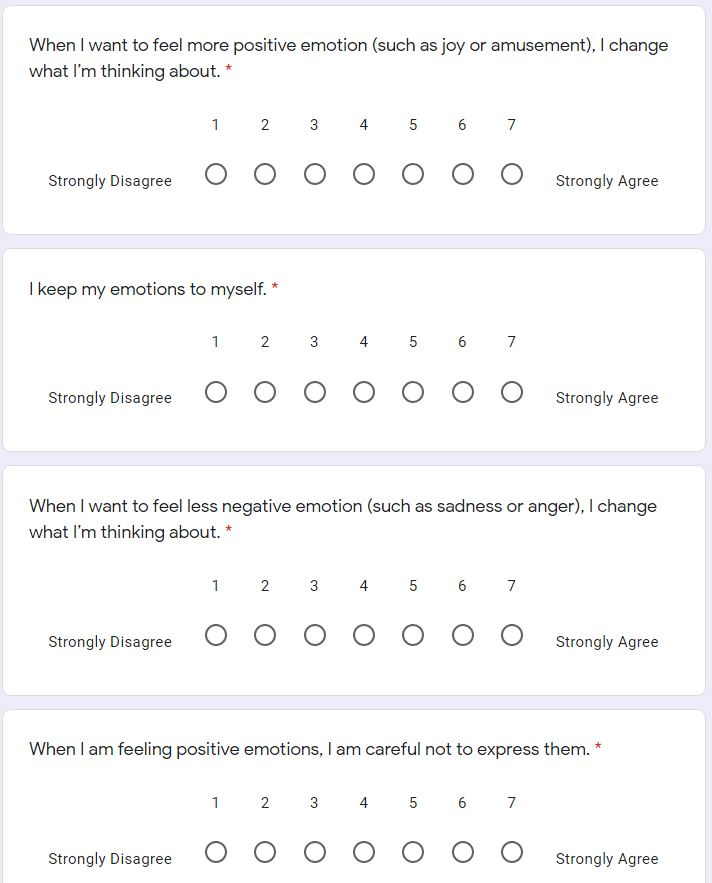 When I want to feel more positive emotion (such as joy or amusement), I change
what I'm thinking about. *
1 2 3 4 5 6 7
Strongly Disagree Strongly Agree
I keep my emotions to myself. *
1 2 3 4 5 6 7
Strongly Disagree Strongly Agree
When I want to feel less negative emotion (such as sadness or anger), I change
what I'm thinking about. *
1 2 3 4 5 6 7
Strongly Disagree Strongly Agree
When I am feeling positive emotions, I am careful not to express them. *
1 2 3 4 5 6 7
Strongly Disagree Strongly Agree